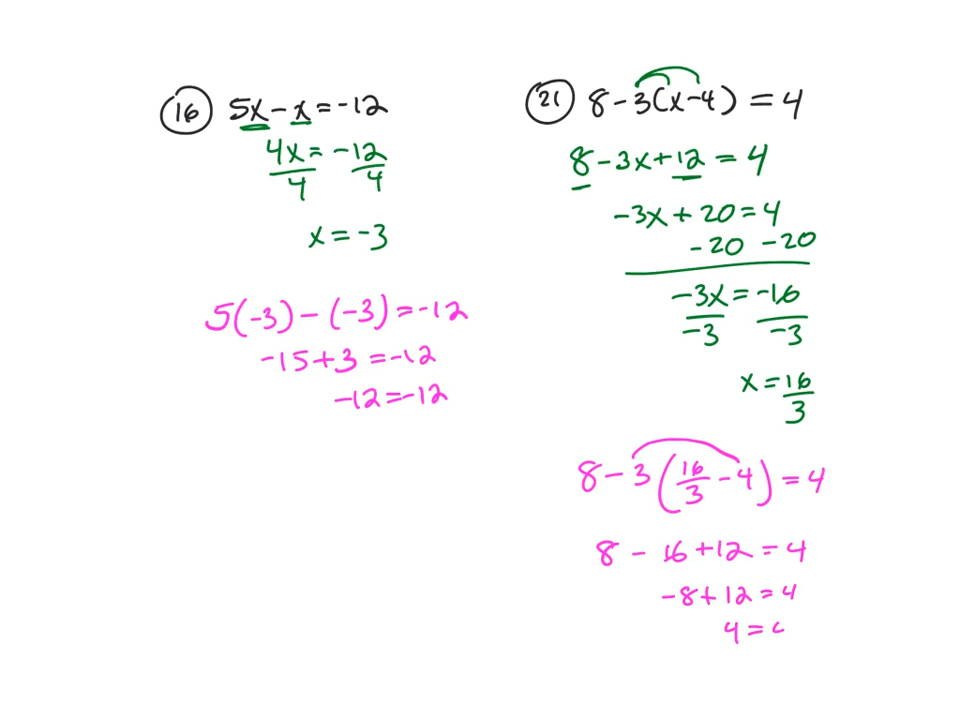 16 5x - x = -12
4x = -12
4 4
x = -3
5(-3) - (-3) = -12
-15 + 3 = -12
-12 = -12
21 8 - 3(x - 4) = 4
8 - 3x + 12 = 4
-3x + 20 = 4
-20 -20
-3x = -16
-3 -3
x = 16/3
8 - 3(16/3 - 4) = 4
8 - 16 + 12 = 4
-8 + 12 = 4
4 =